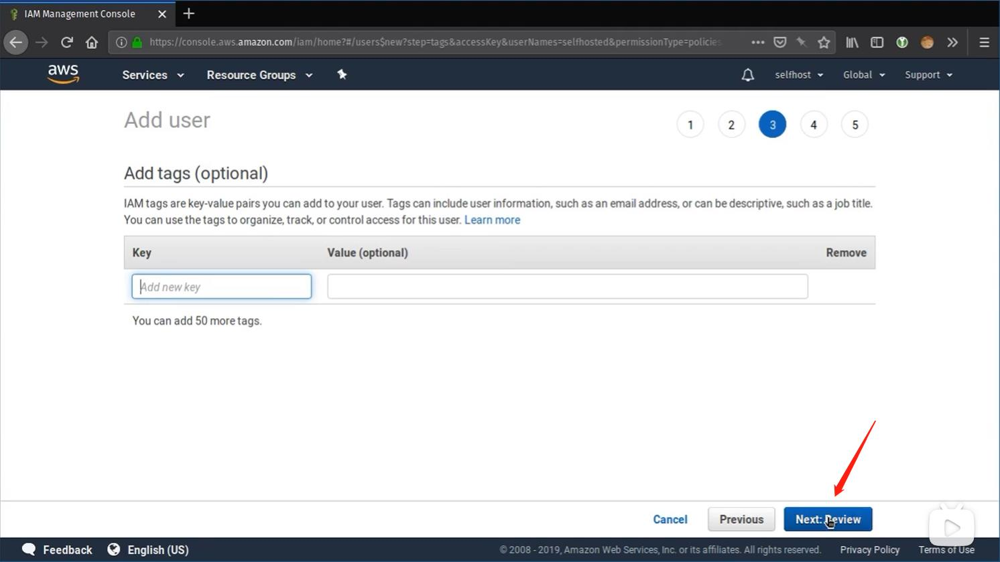 IAM Management Console
https://console.aws.amazon.com/iam/home?#/users$new?step=tags&accessKey&userNames=selfhosted&permissionType=policies
aws
Services
Resource Groups
selfhost
Global
Support
Add user
1
2
3
4
5
Add tags (optional)
IAM tags are key-value pairs you can add to your user. Tags can include user information, such as an email address, or can be descriptive, such as a job title.
You can use the tags to organize, track, or control access for this user. Learn more
Key
Value (optional)
Remove
Add new key
You can add 50 more tags.
Cancel
Previous
Next: Review
Feedback
English (US)
© 2008 - 2019, Amazon Web Services, Inc. or its affiliates. All rights reserved.
Privacy Policy
Terms of Use